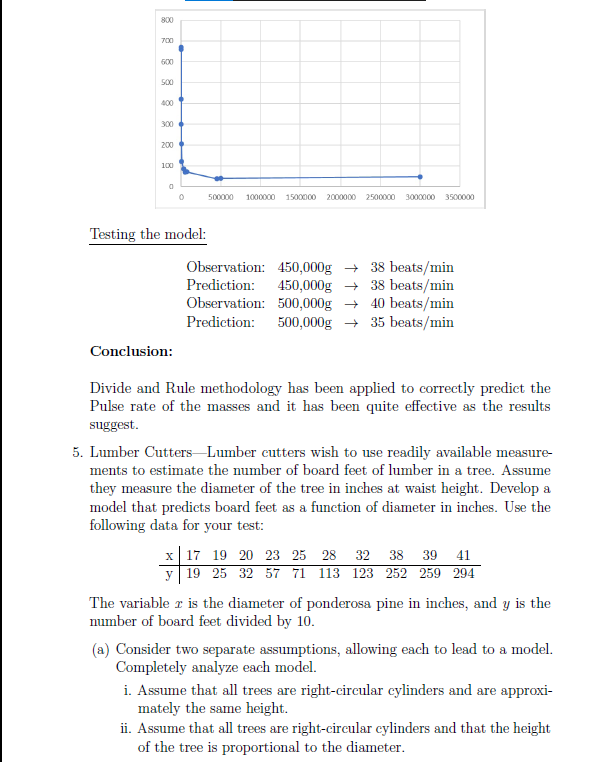 800
700
600
500
400
300
200
100
0
0 500000 1000000 1500000 2000000 2500000 3000000 3500000
Testing the model:
Observation: 450,000g → 38 beats/min
Prediction: 450,000g → 38 beats/min
Observation: 500,000g → 40 beats/min
Prediction: 500,000g → 35 beats/min
Conclusion:
Divide and Rule methodology has been applied to correctly predict the
Pulse rate of the masses and it has been quite effective as the results
suggest.
5. Lumber Cutters—Lumber cutters wish to use readily available measure-
ments to estimate the number of board feet of lumber in a tree. Assume
they measure the diameter of the tree in inches at waist height. Develop a
model that predicts board feet as a function of diameter in inches. Use the
following data for your test:
x 17 19 20 23 25 28 32 38 39 41
y 19 25 32 57 71 113 123 252 259 294
The variable x is the diameter of ponderosa pine in inches, and y is the
number of board feet divided by 10.
(a) Consider two separate assumptions, allowing each to lead to a model.
Completely analyze each model.
i. Assume that all trees are right-circular cylinders and are approxi-
mately the same height.
ii. Assume that all trees are right-circular cylinders and that the height
of the tree is proportional to the diameter.